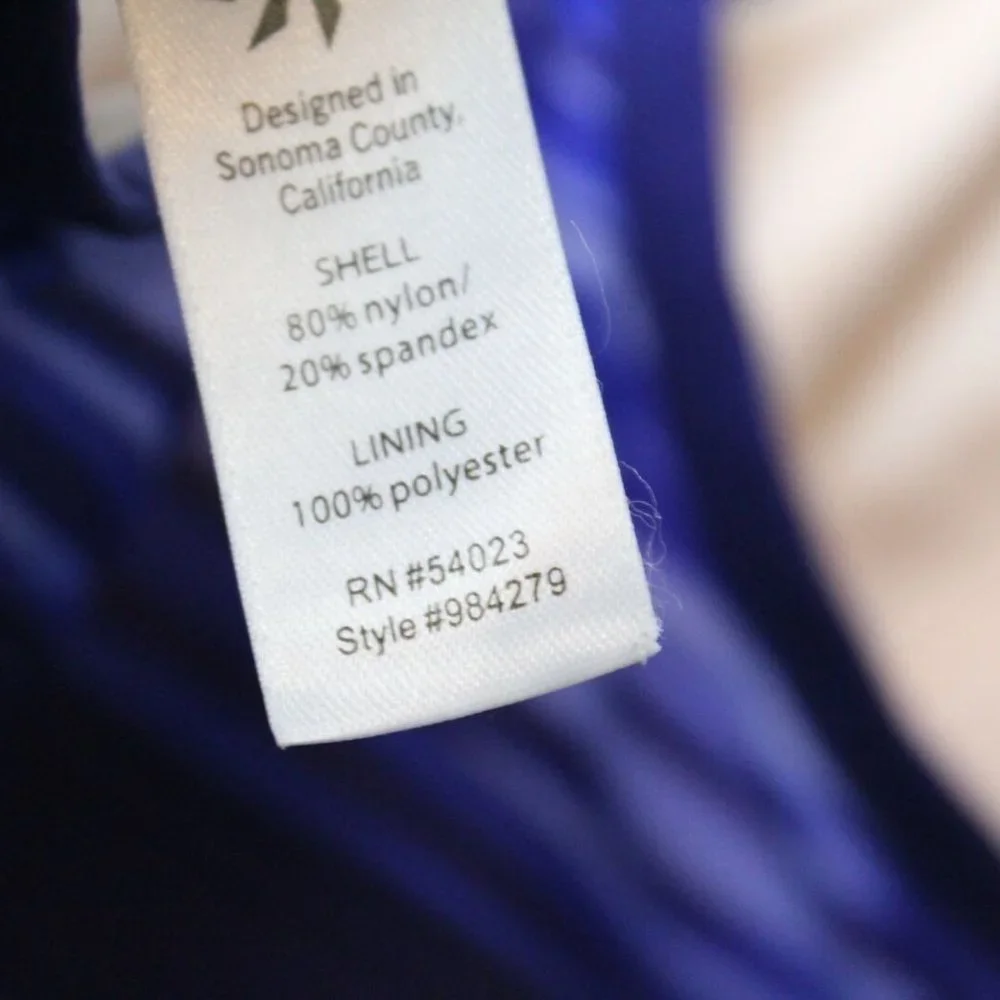 Designed in
Sonoma County,
California
SHELL
80% nylon/
20% spandex
LINING
100% polyester
RN #54023
Style #984279